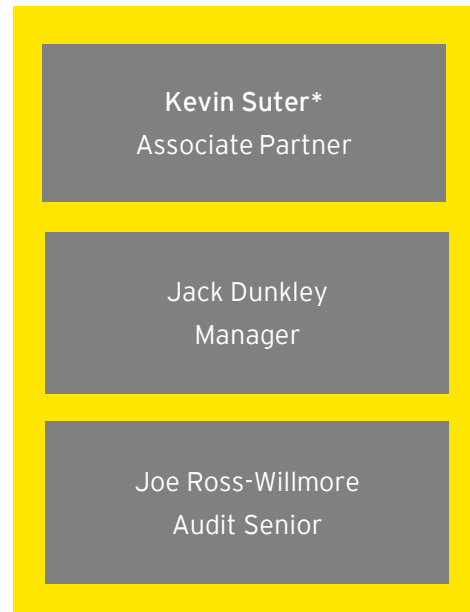 Kevin Suter*
Associate Partner
Jack Dunkley
Manager
Joe Ross-Willmore
Audit Senior